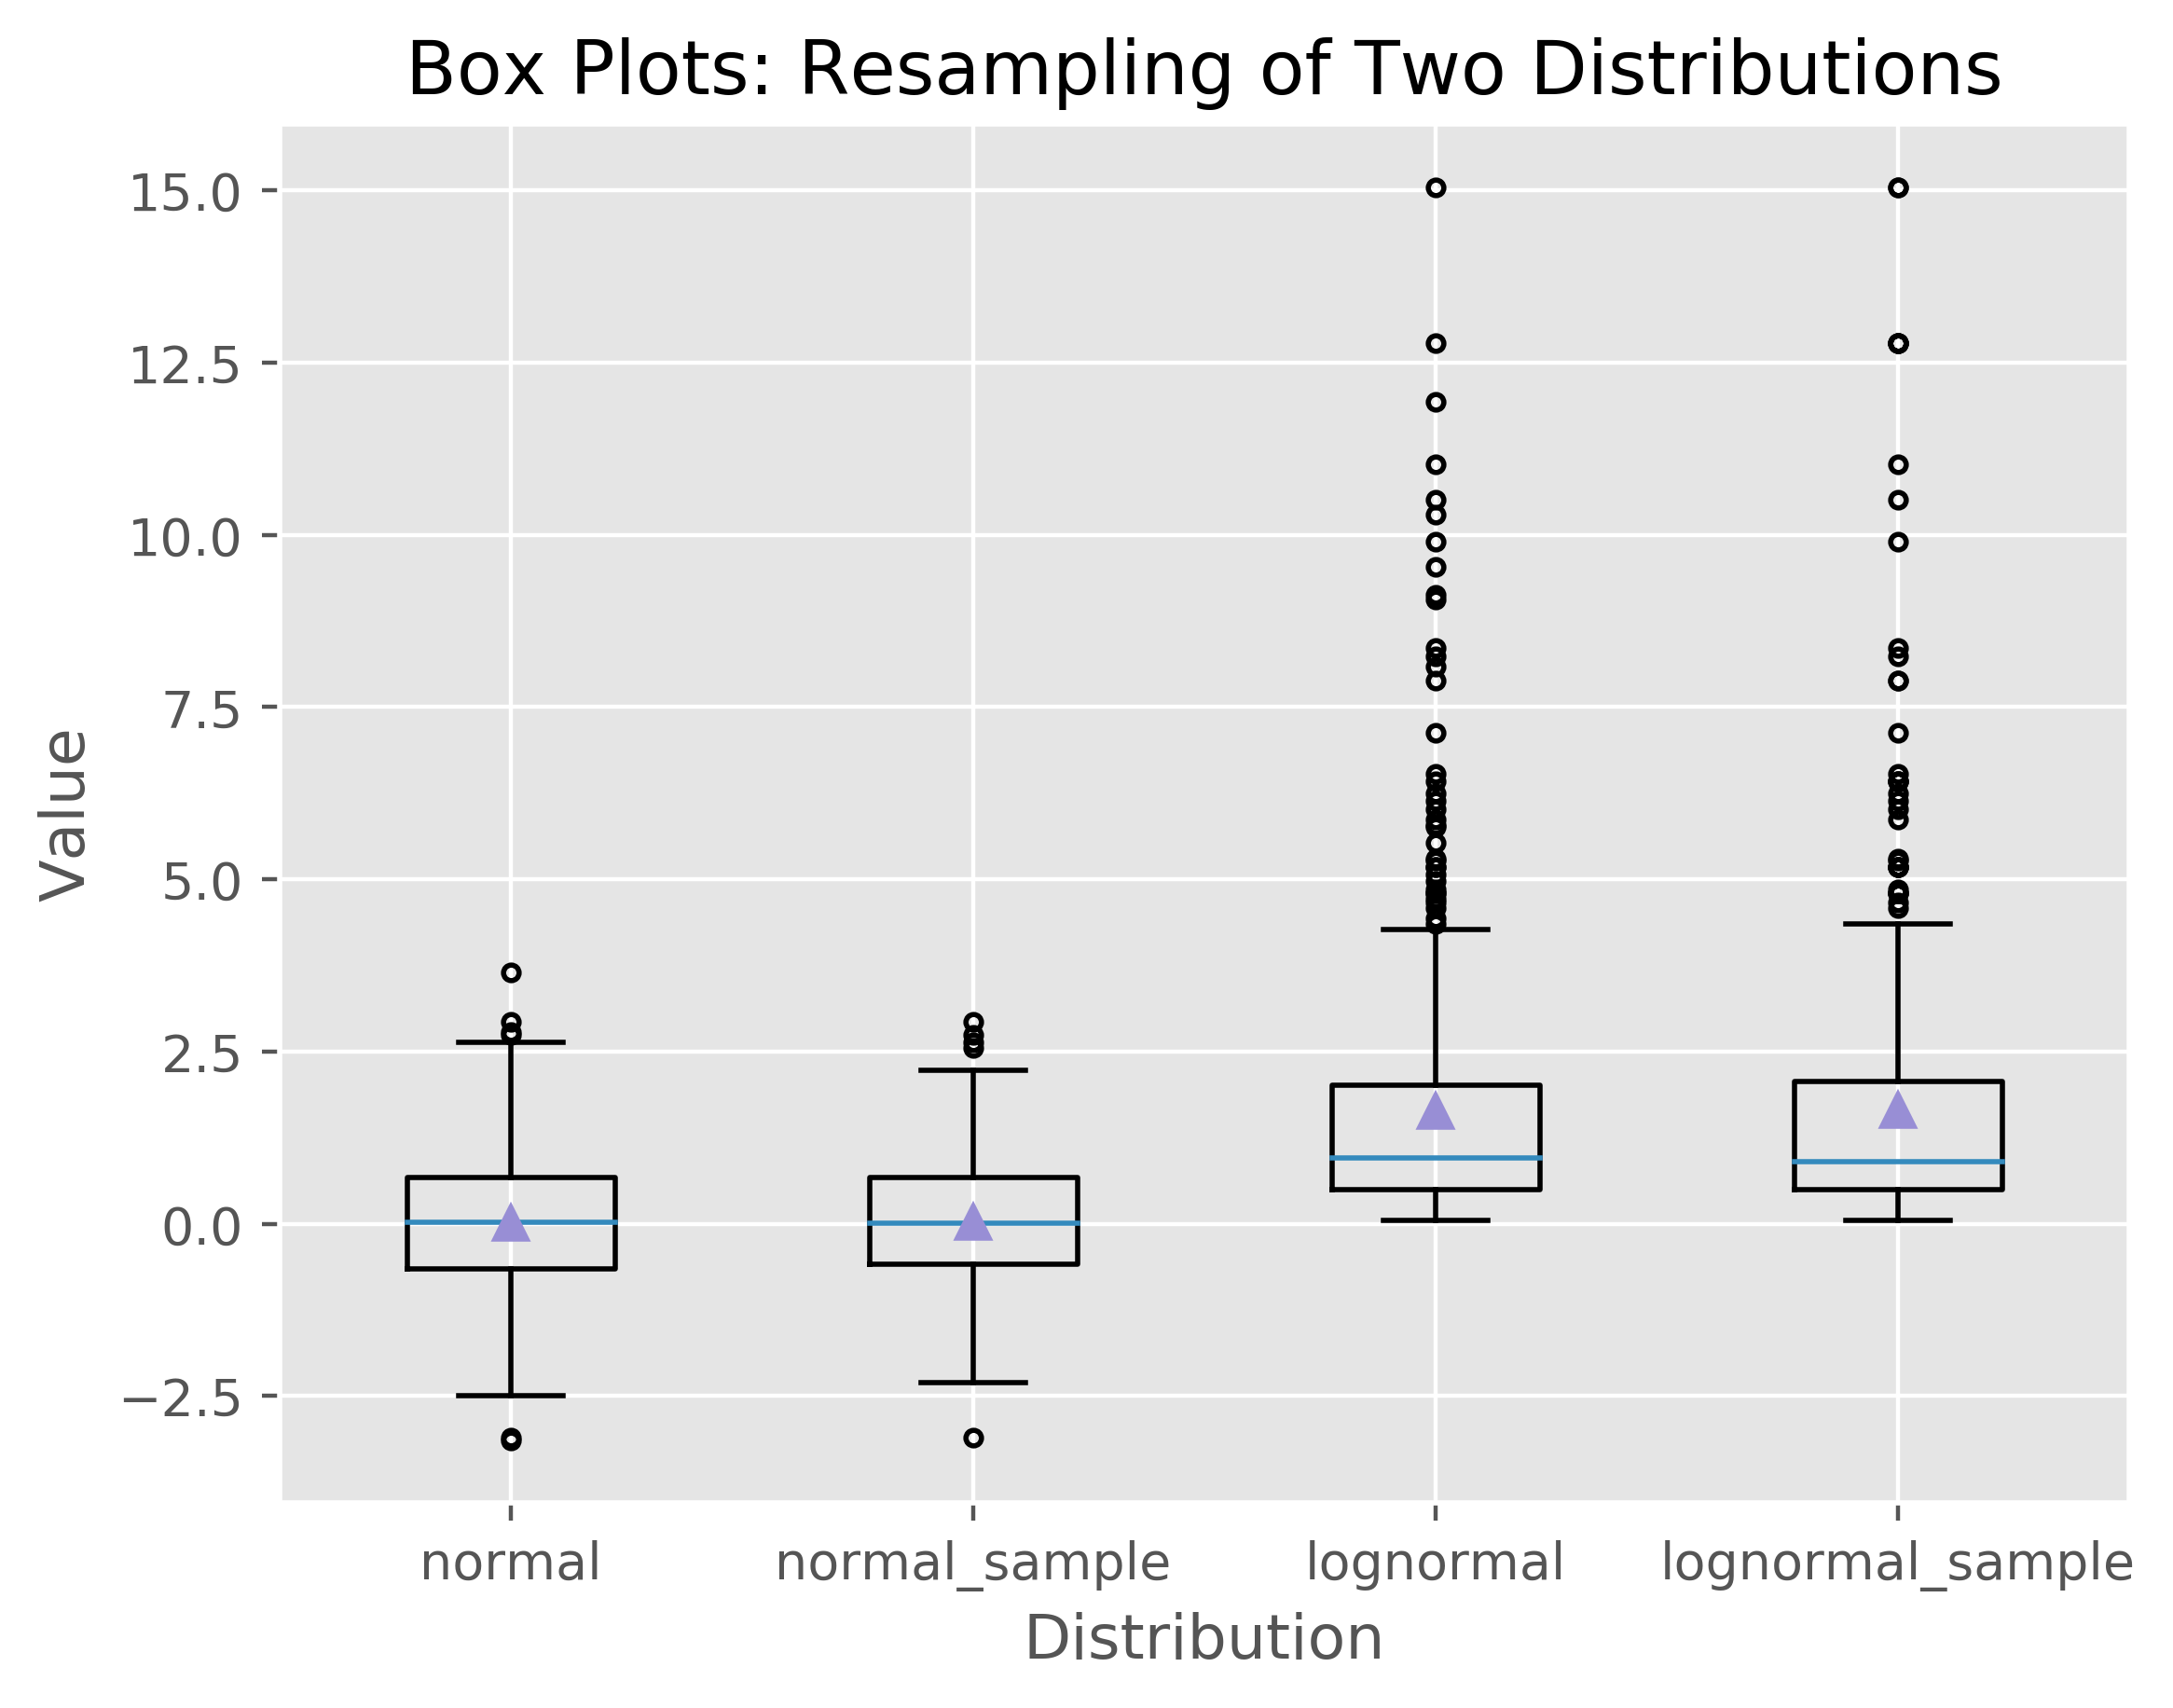 Box Plots: Resampling of Two Distributions
Value
15.0
12.5
10.0
7.5
5.0
2.5
0.0
−2.5
normal
normal_sample
lognormal
lognormal_sample
Distribution